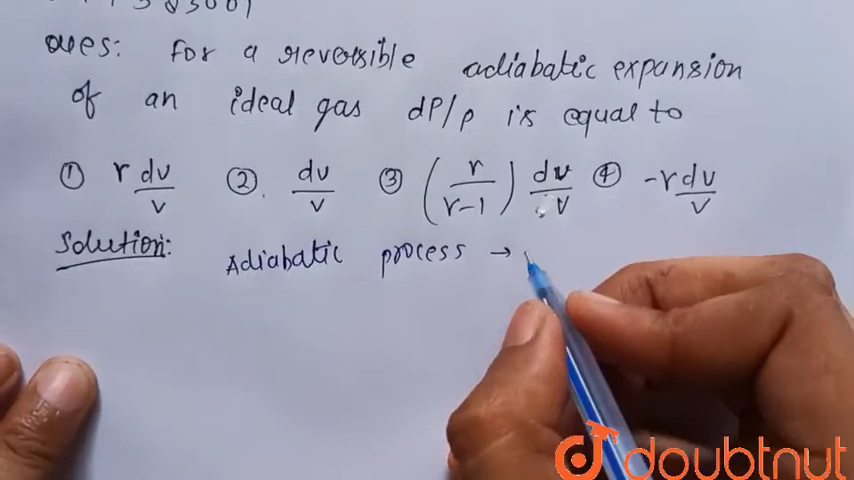 Ques: for a reversible adiabatic expansion
of an ideal gas dP/p is equal to
① r dv/v ② dv/v ③ (r/r-1) dv/v ④ -r dv/v
Solution: Adiabatic process →
doubtnut